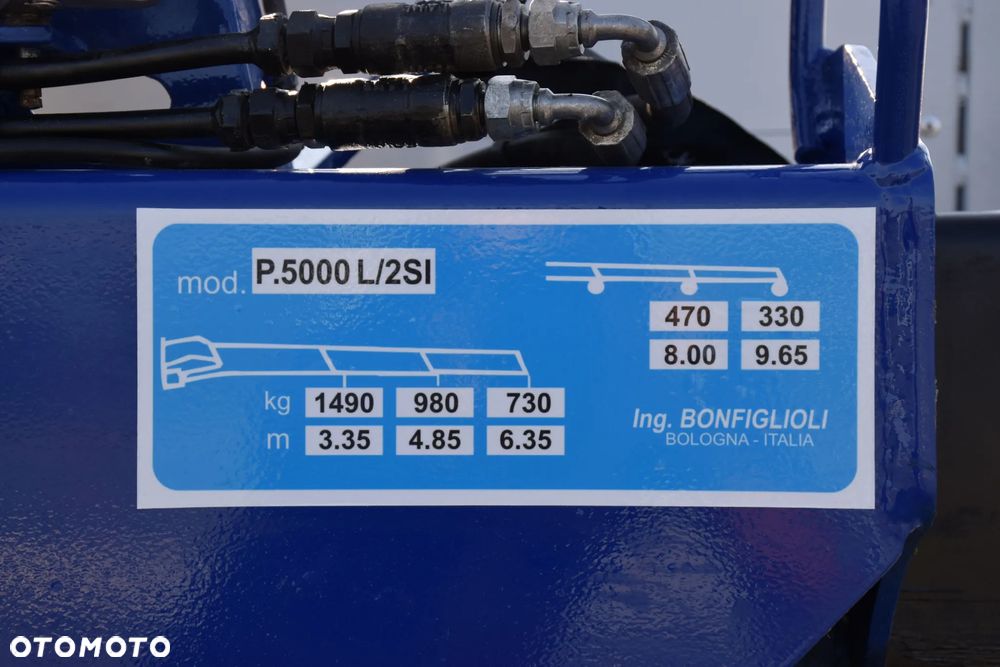 mod. P.5000 L/2SI
kg 1490 980 730
m 3.35 4.85 6.35
470 330
8.00 9.65
Ing. BONFIGLIOLI
BOLOGNA - ITALIA
OTOMOTO